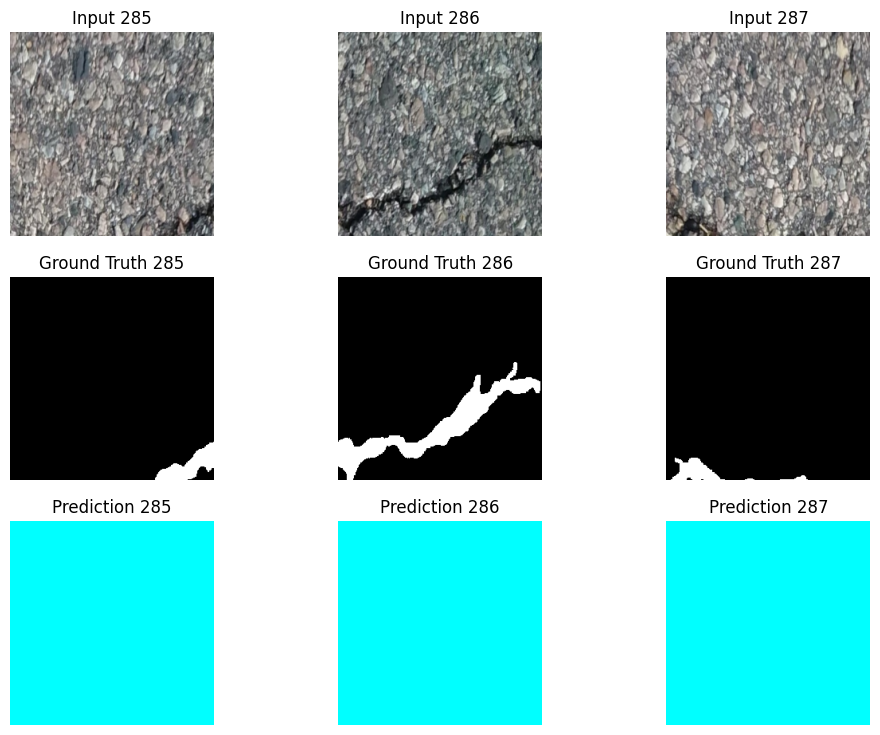 Input 285
Input 286
Input 287
Ground Truth 285
Ground Truth 286
Ground Truth 287
Prediction 285
Prediction 286
Prediction 287